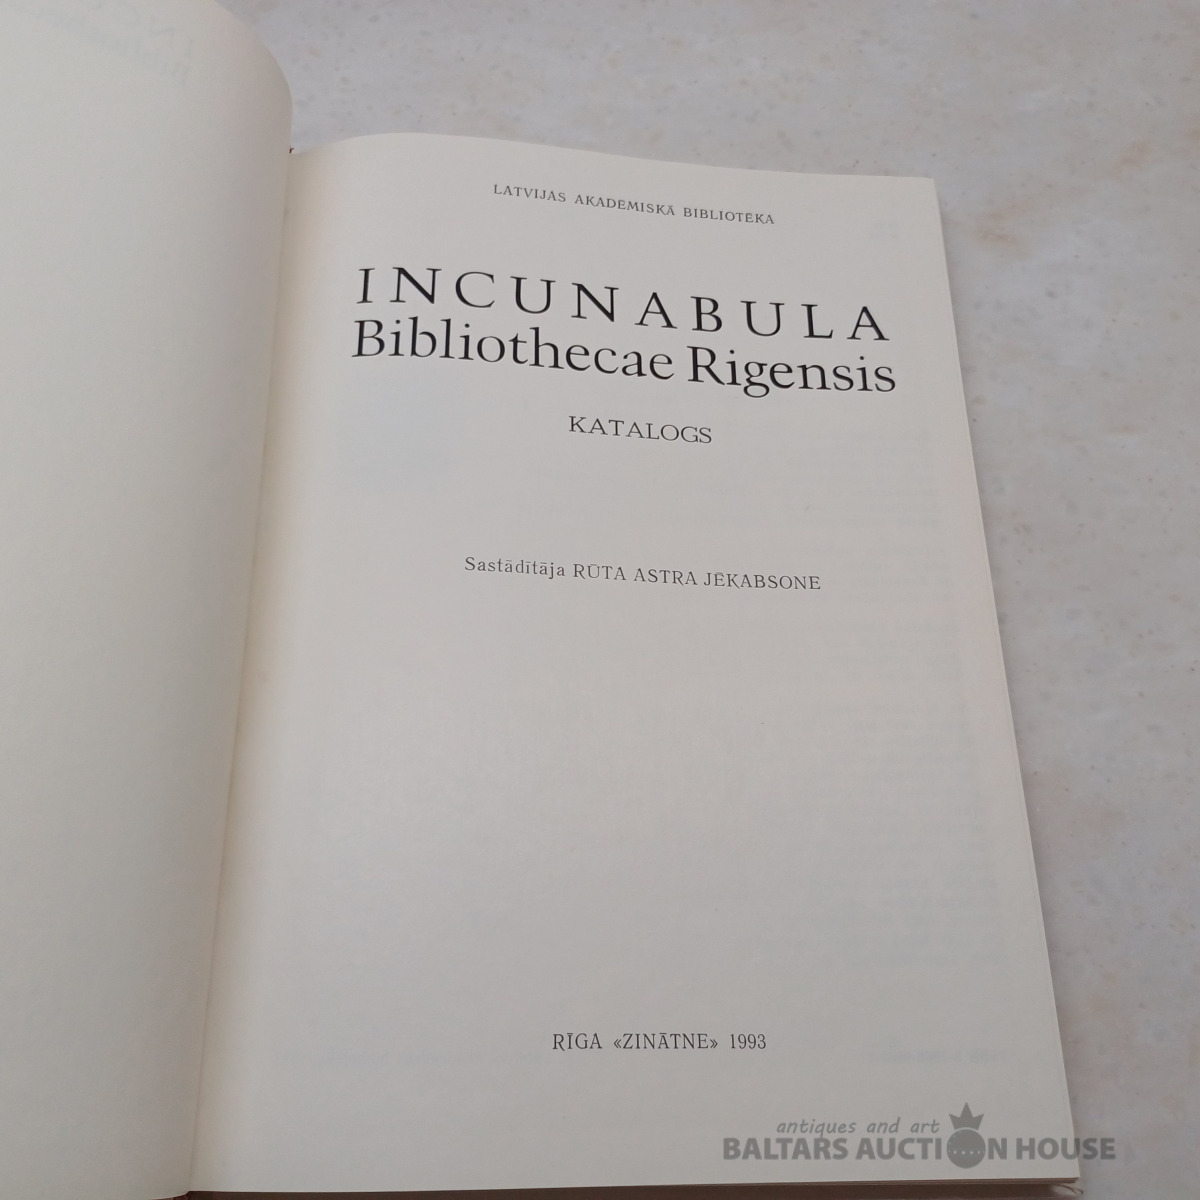 LATVIJAS AKADĒMISKĀ BIBLIOTĒKA
INCUNABULA
Bibliothecae Rigensis
KATALOGS
Sastādītāja RŪTA ASTRA JĒKABSONE
RĪGA «ZINĀTNE» 1993
antiques and art
BALTARS AUCTION HOUSE